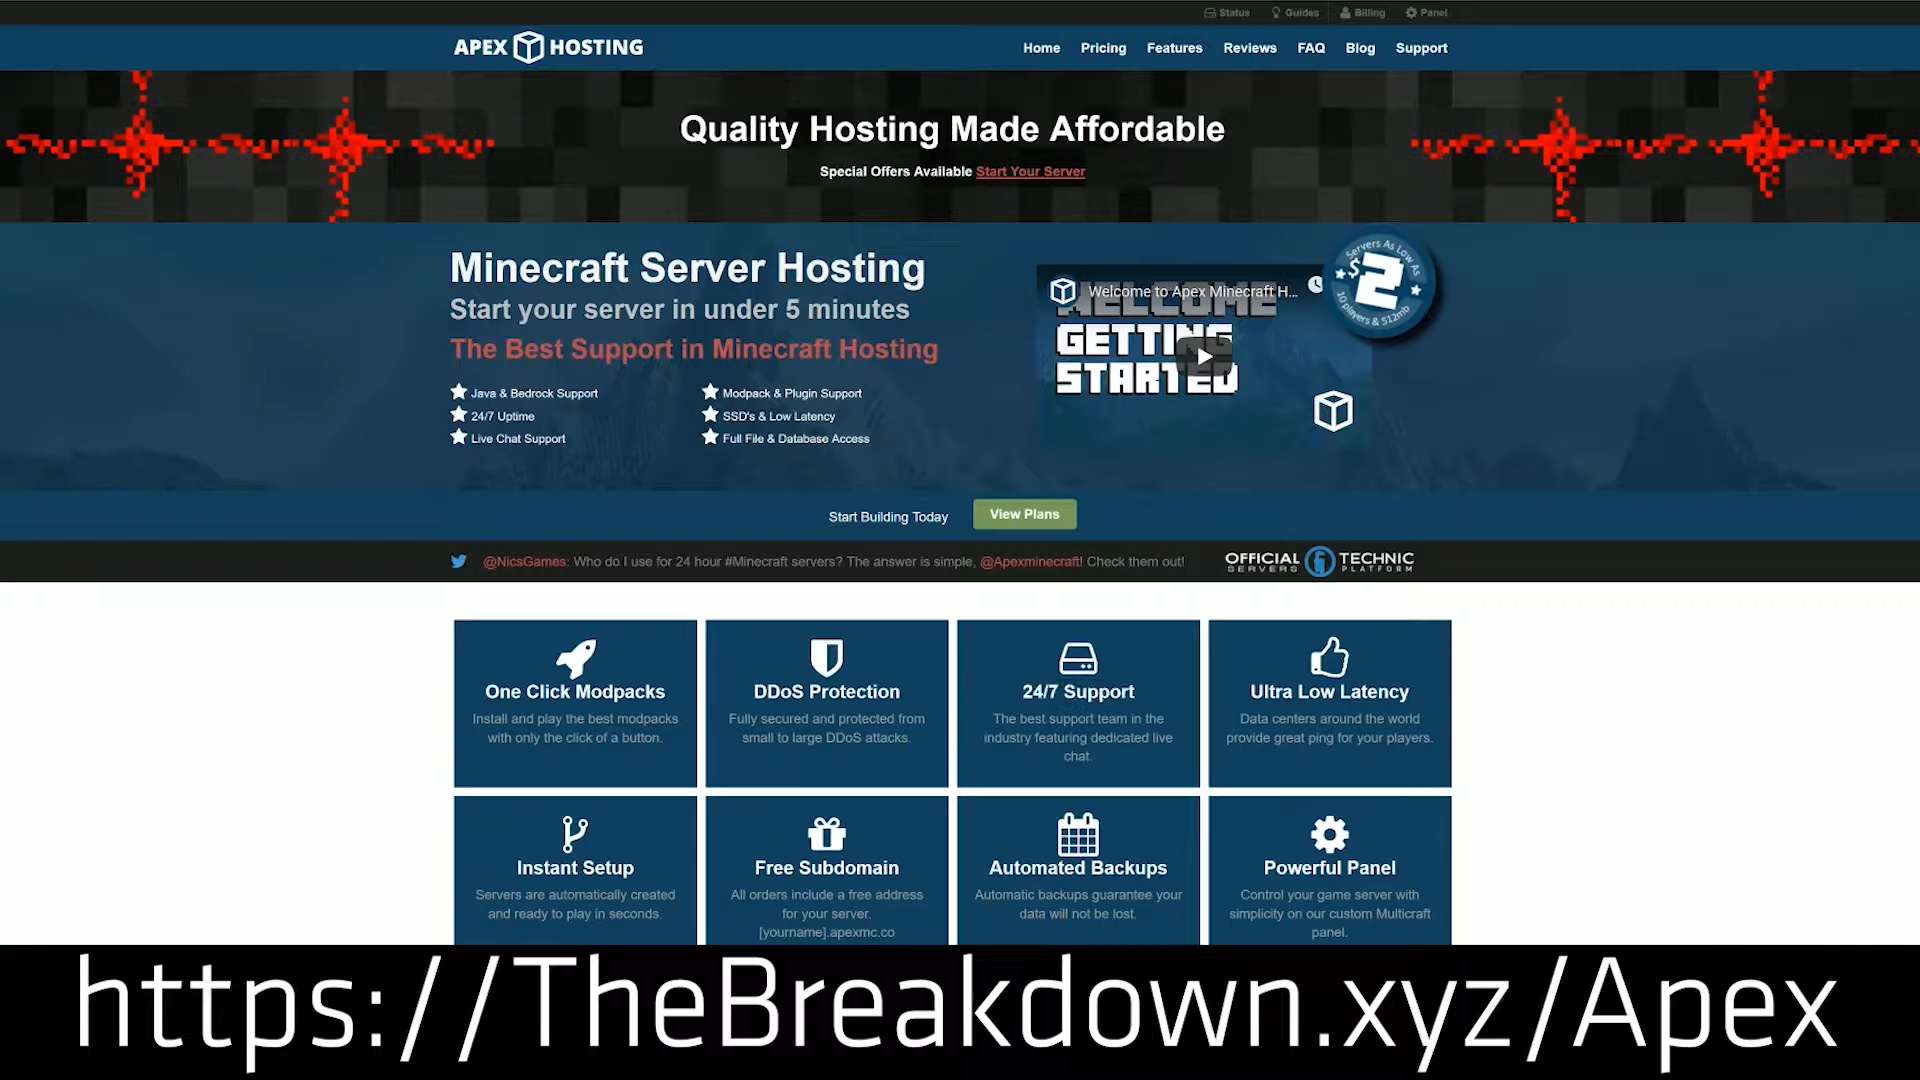 Status Guides Billing Panel
APEX HOSTING
Home Pricing Features Reviews FAQ Blog Support
Quality Hosting Made Affordable
Special Offers Available Start Your Server
Minecraft Server Hosting
Start your server in under 5 minutes
The Best Support in Minecraft Hosting
Java & Bedrock Support
24/7 Uptime
Live Chat Support
Modpack & Plugin Support
SSD's & Low Latency
Full File & Database Access
Welcome to Apex Minecraft H...
WELCOME
GETTING
STARTED
Servers As Low As
$2
10 players & 512mb
Start Building Today View Plans
@NicsGames: Who do I use for 24 hour #Minecraft servers? The answer is simple, @Apexminecraft! Check them out!
OFFICIAL SERVERS TECHNIC PLATFORM
One Click Modpacks
Install and play the best modpacks
with only the click of a button.
DDoS Protection
Fully secured and protected from
small to large DDoS attacks.
24/7 Support
The best support team in the
industry featuring dedicated live
chat.
Ultra Low Latency
Data centers around the world
provide great ping for your players.
Instant Setup
Servers are automatically created
and ready to play in seconds.
Free Subdomain
All orders include a free address
for your server.
[yourname].apexmc.co
Automated Backups
Automatic backups guarantee your
data will not be lost.
Powerful Panel
Control your game server with
simplicity on our custom Multicraft
panel.
https://TheBreakdown.xyz/Apex